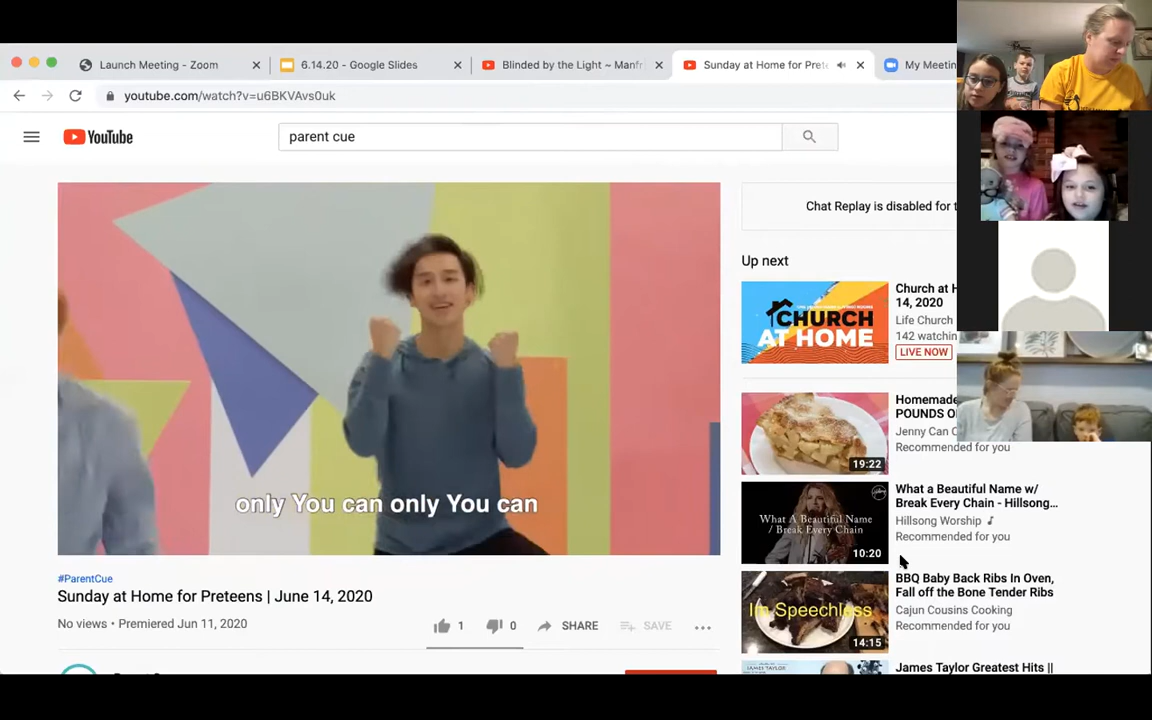 Launch Meeting - Zoom
6.14.20 - Google Slides
Blinded by the Light ~ Manfr
Sunday at Home for Prete
My Meetin
youtube.com/watch?v=u6BKVAvs0uk
YouTube
parent cue
only You can only You can
#ParentCue
Sunday at Home for Preteens | June 14, 2020
No views • Premiered Jun 11, 2020
1
0
SHARE
SAVE
Chat Replay is disabled for t
Up next
CHURCH
AT HOME
Church at H
14, 2020
Life Church
142 watchin
LIVE NOW
19:22
Homemade
POUNDS O
Jenny Can C
Recommended for you
What A Beautiful Name
/ Break Every Chain
10:20
What a Beautiful Name w/
Break Every Chain - Hillsong...
Hillsong Worship
Recommended for you
Im Speechless
14:15
BBQ Baby Back Ribs In Oven,
Fall off the Bone Tender Ribs
Cajun Cousins Cooking
Recommended for you
JAMES TAYLOR
James Taylor Greatest Hits ||